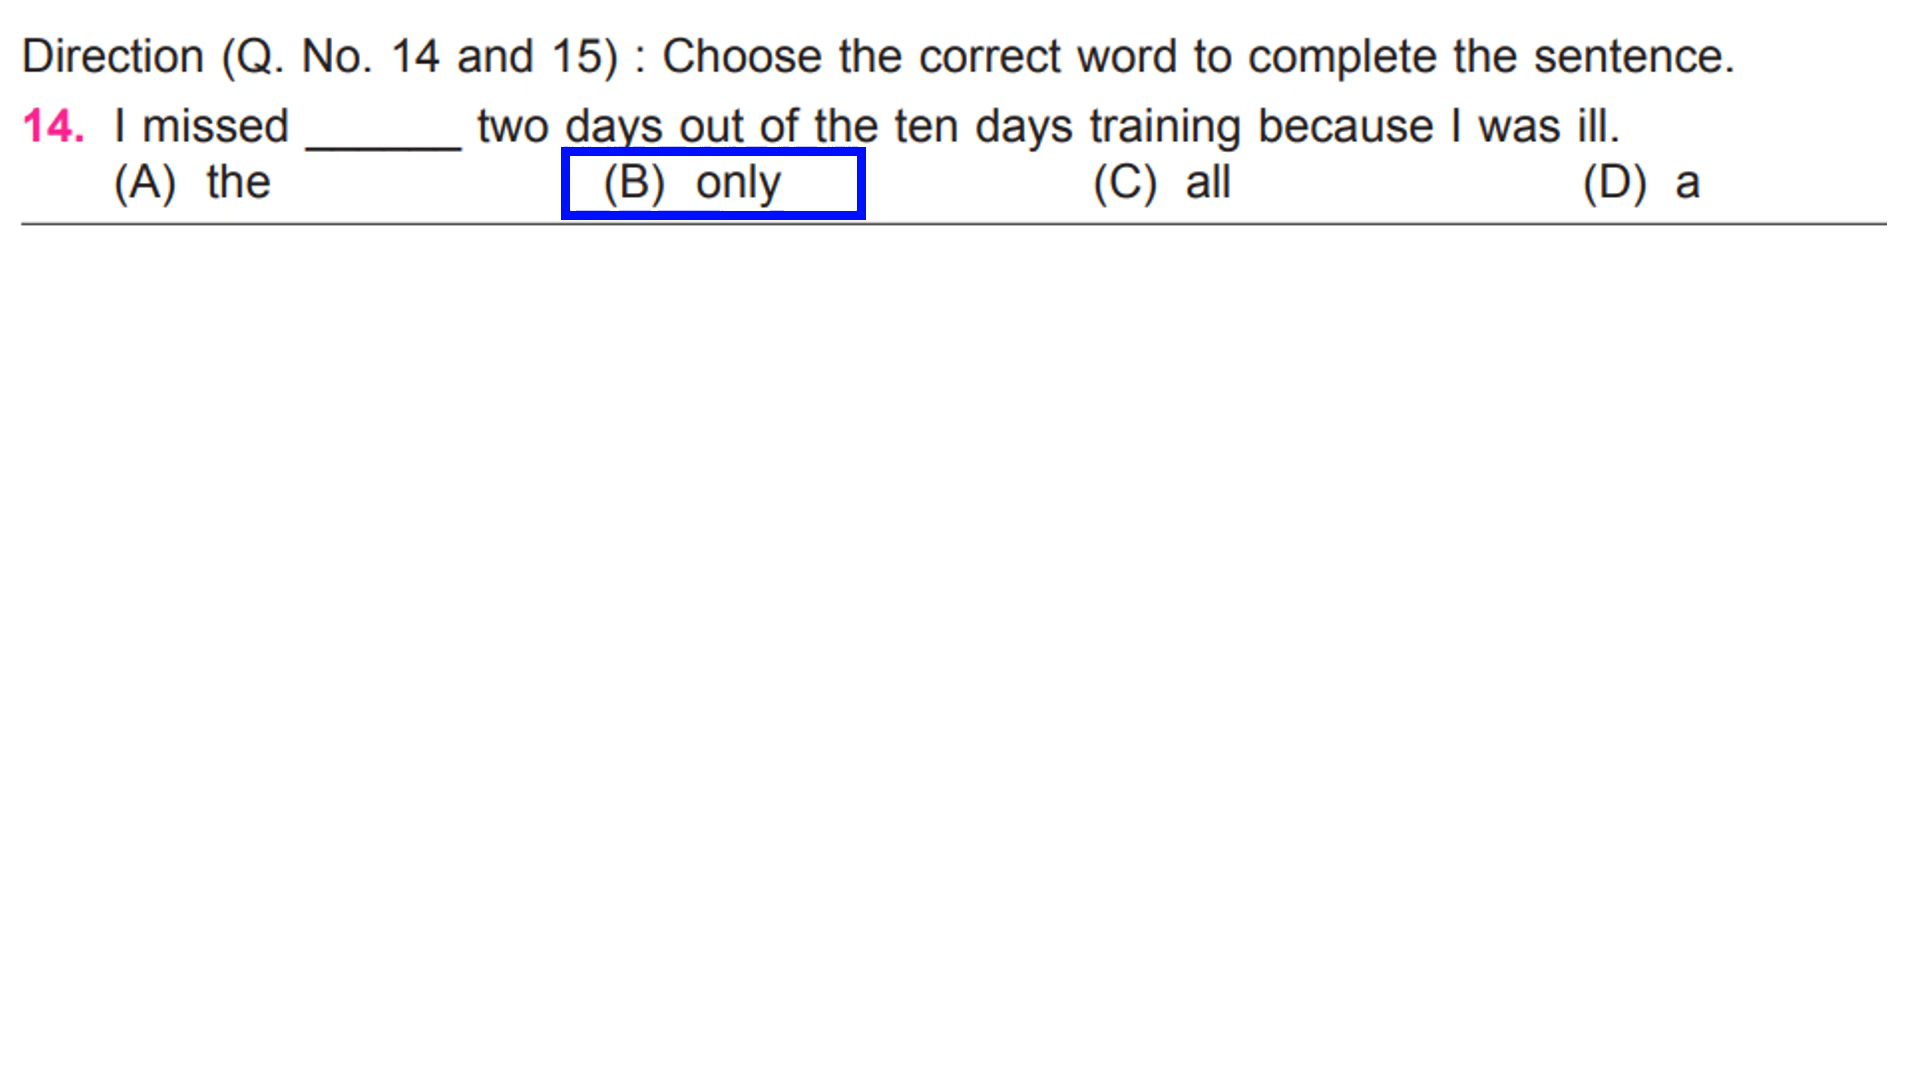 Direction (Q. No. 14 and 15) : Choose the correct word to complete the sentence.
14. I missed ______ two days out of the ten days training because I was ill.
(A) the (B) only (C) all (D) a